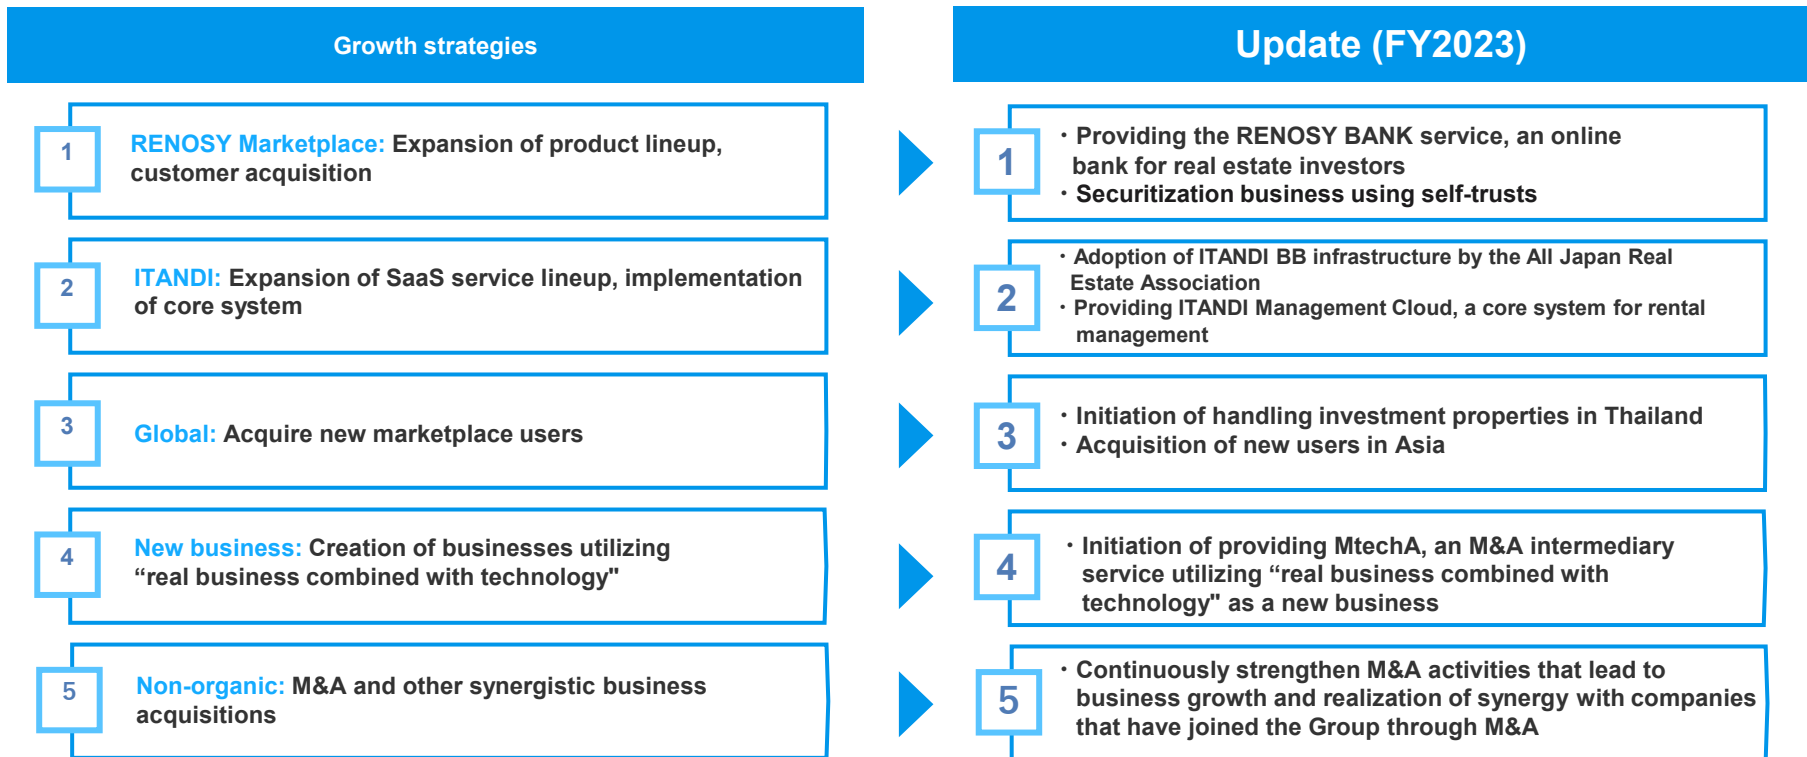 Growth strategies
1
RENOSY Marketplace: Expansion of product lineup,
customer acquisition
2
ITANDI: Expansion of SaaS service lineup, implementation
of core system
3
Global: Acquire new marketplace users
4
New business: Creation of businesses utilizing
“real business combined with technology"
5
Non-organic: M&A and other synergistic business
acquisitions
Update (FY2023)
1
・Providing the RENOSY BANK service, an online
bank for real estate investors
・Securitization business using self-trusts
2
・Adoption of ITANDI BB infrastructure by the All Japan Real
Estate Association
・Providing ITANDI Management Cloud, a core system for rental
management
3
・Initiation of handling investment properties in Thailand
・Acquisition of new users in Asia
4
・Initiation of providing MtechA, an M&A intermediary
service utilizing “real business combined with
technology" as a new business
5
・Continuously strengthen M&A activities that lead to
business growth and realization of synergy with companies
that have joined the Group through M&A